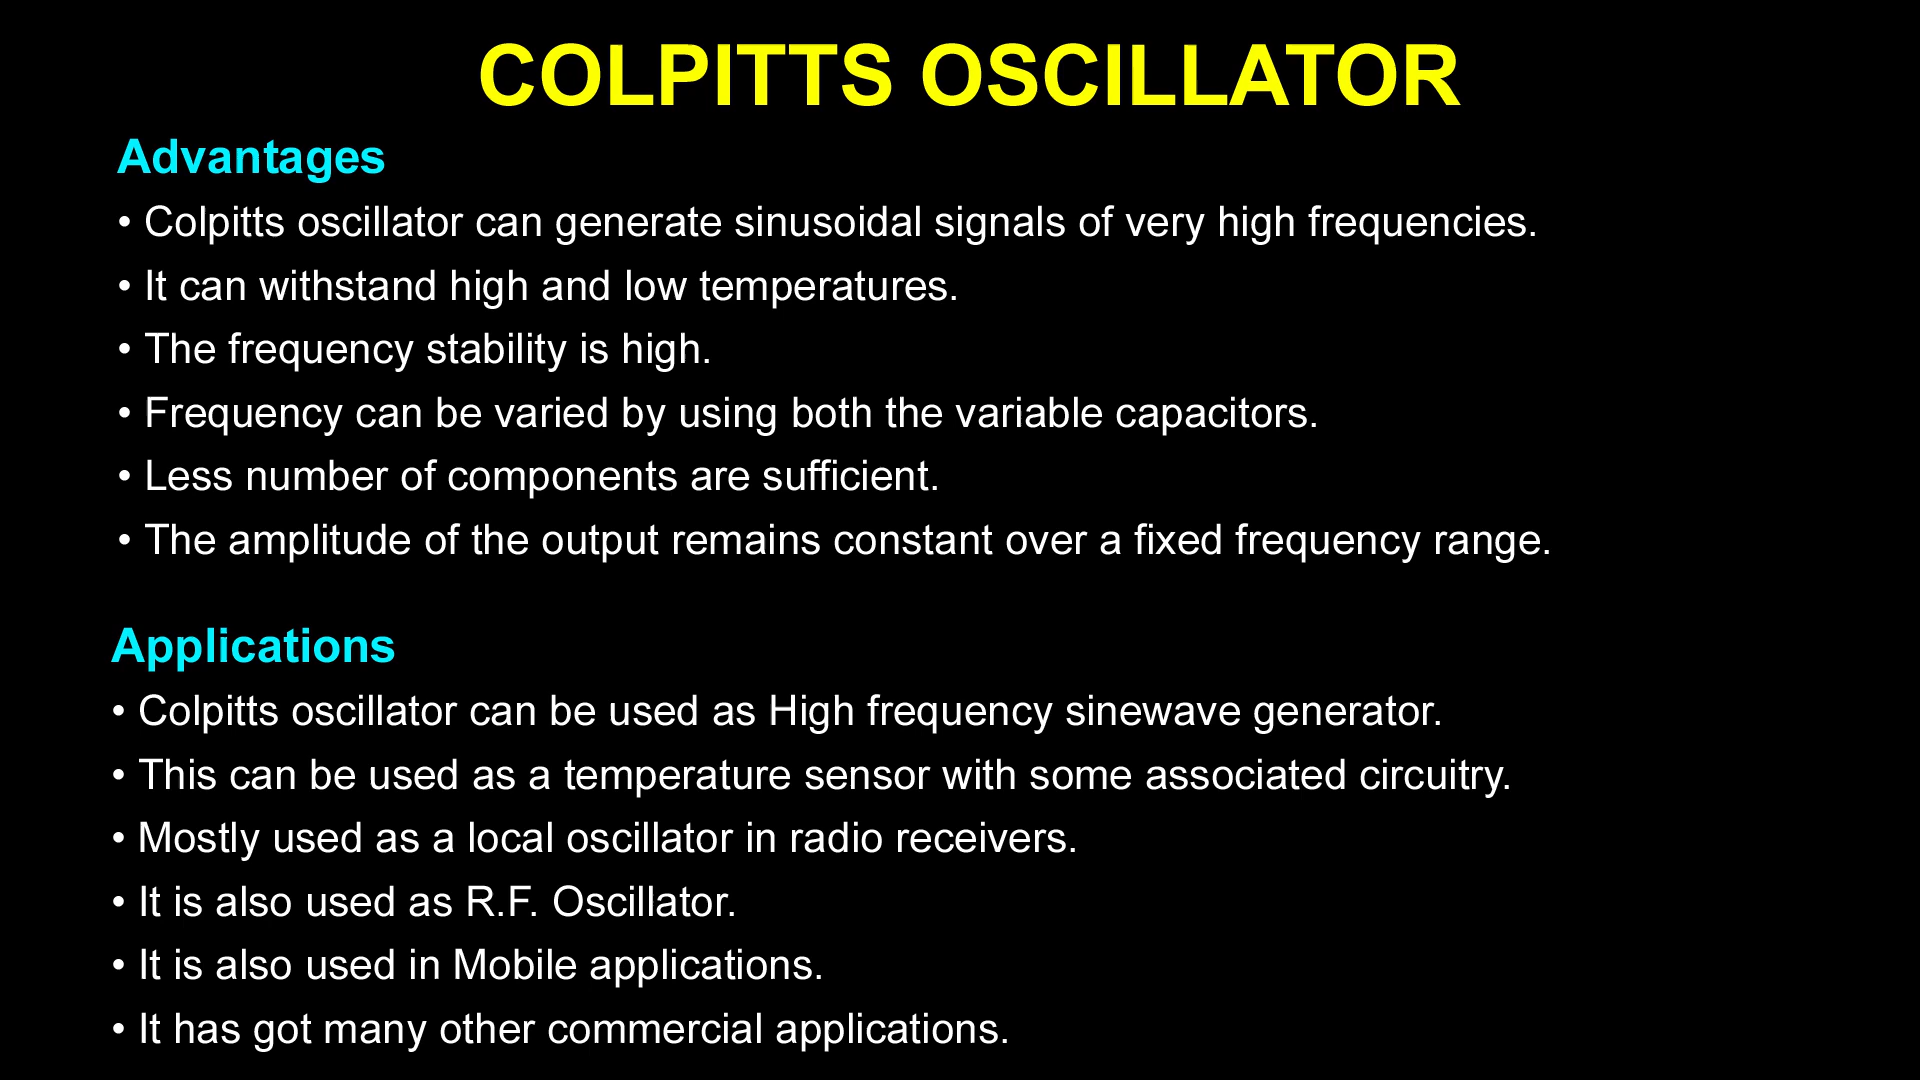 COLPITTS OSCILLATOR
Advantages
• Colpitts oscillator can generate sinusoidal signals of very high frequencies.
• It can withstand high and low temperatures.
• The frequency stability is high.
• Frequency can be varied by using both the variable capacitors.
• Less number of components are sufficient.
• The amplitude of the output remains constant over a fixed frequency range.
Applications
• Colpitts oscillator can be used as High frequency sinewave generator.
• This can be used as a temperature sensor with some associated circuitry.
• Mostly used as a local oscillator in radio receivers.
• It is also used as R.F. Oscillator.
• It is also used in Mobile applications.
• It has got many other commercial applications.